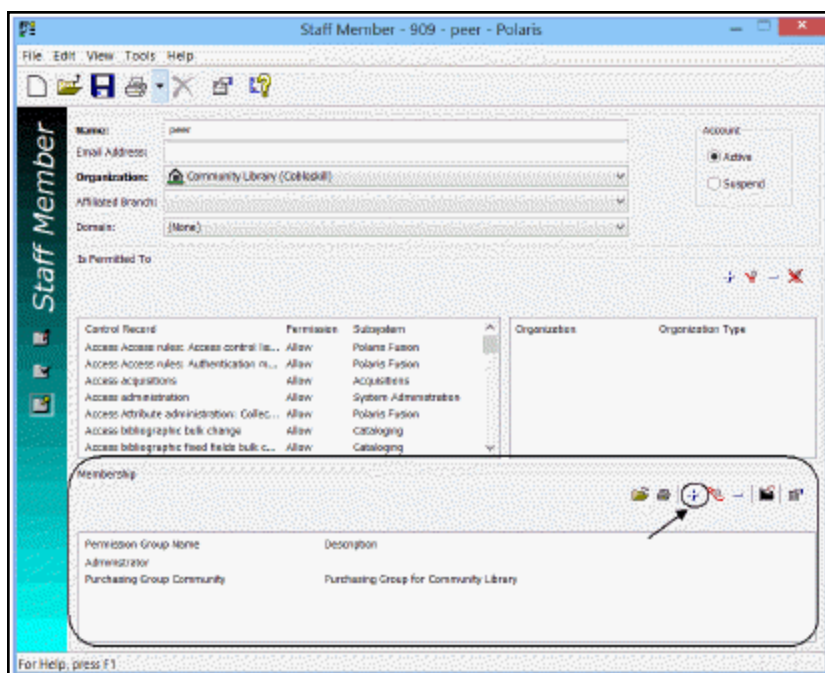 Staff Member - 909 - peer - Polaris
File Edit View Tools Help
Staff Member
Name: peer
Email Address:
Organization: Community Library (Cobleskill)
Affiliated Branch:
Domain: (None)
Account
Active
Suspend
Is Permitted To
Control Record Permission Subsystem
Access Access rules: Access control lis... Allow Polaris Fusion
Access Access rules: Authentication m... Allow Polaris Fusion
Access acquisitions Allow Acquisitions
Access administration Allow System Administration
Access Attribute administration: Collec... Allow Polaris Fusion
Access bibliographic bulk change Allow Cataloging
Access bibliographic fixed fields bulk c... Allow Cataloging
Organization Organization Type
Membership
Permission Group Name Description
Administrator
Purchasing Group Community Purchasing Group for Community Library
For Help, press F1